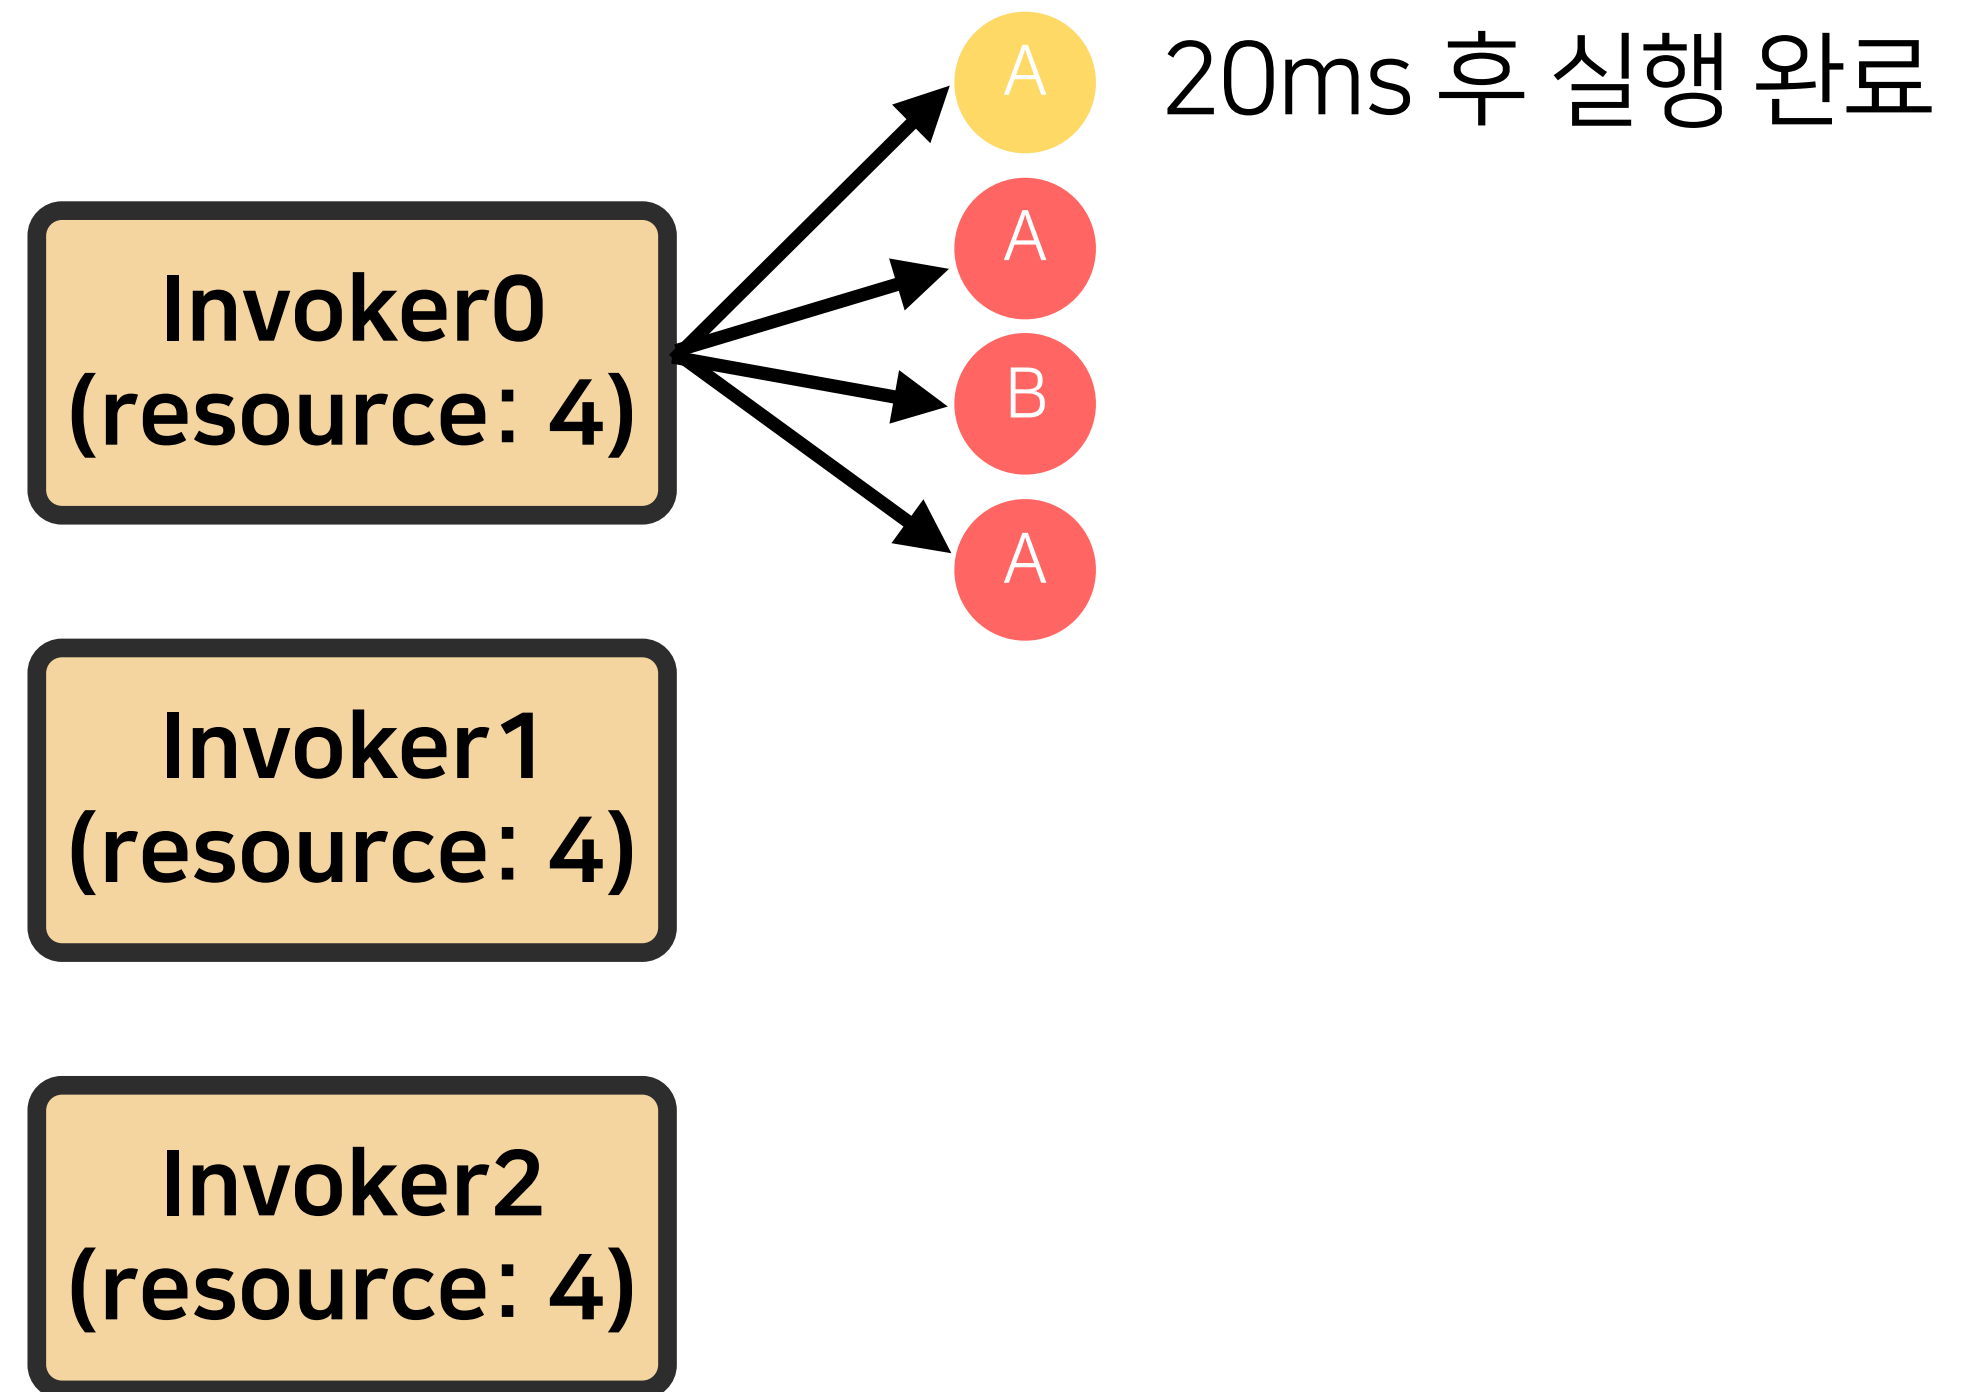 A
20ms 후 실행 완료
A
Invoker0
(resource: 4)
B
A
Invoker1
(resource: 4)
Invoker2
(resource: 4)